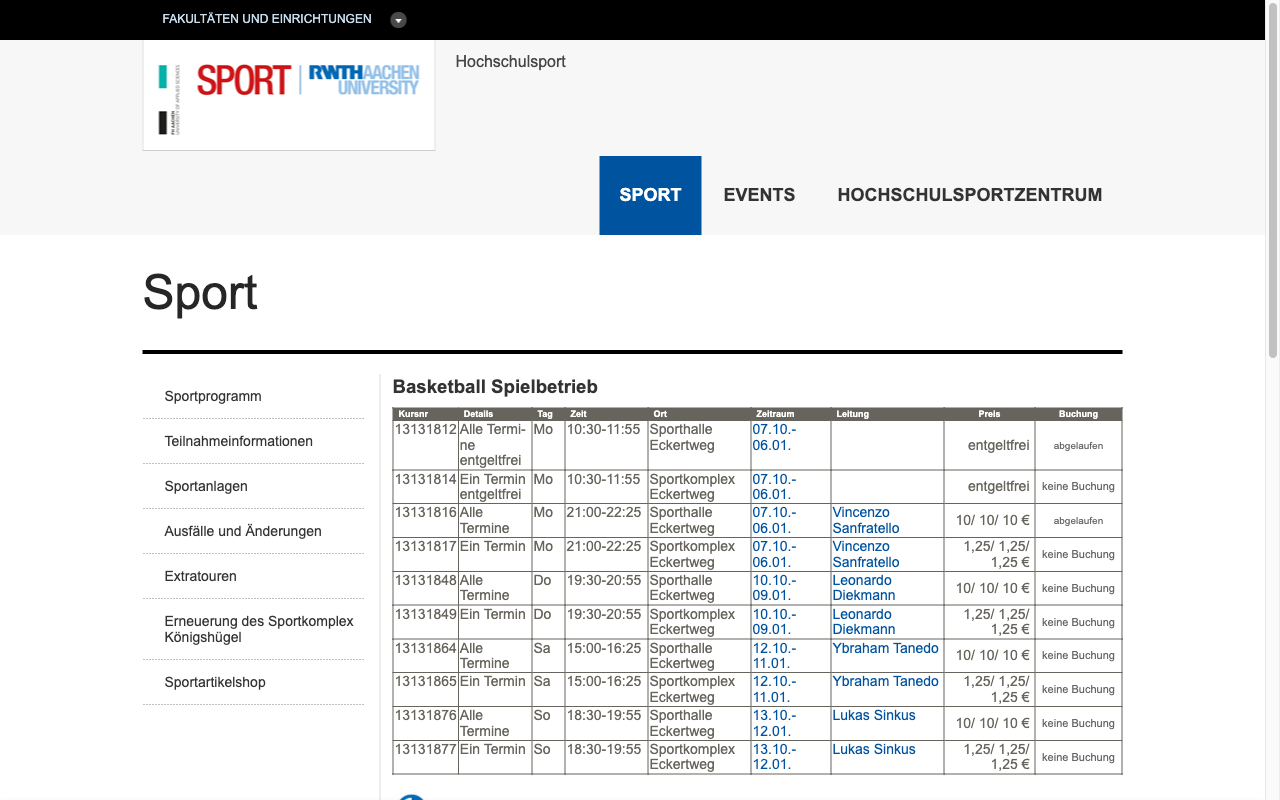 FAKULTÄTEN UND EINRICHTUNGEN
SPORT RWTHAACHEN UNIVERSITY
FH AACHEN
UNIVERSITY OF APPLIED SCIENCES
Hochschulsport
SPORT EVENTS HOCHSCHULSPORTZENTRUM
Sport
Sportprogramm
Teilnahmeinformationen
Sportanlagen
Ausfälle und Änderungen
Extratouren
Erneuerung des Sportkomplex
Königshügel
Sportartikelshop
Basketball Spielbetrieb
Kursnr Details Tag Zeit Ort Zeitraum Leitung Preis Buchung
13131812 Alle Termi- Mo 10:30-11:55 Sporthalle 07.10.-
ne Eckertweg 06.01. entgeltfrei abgelaufen
entgeltfrei
13131814 Ein Termin Mo 10:30-11:55 Sportkomplex 07.10.- entgeltfrei keine Buchung
entgeltfrei Eckertweg 06.01.
13131816 Alle Mo 21:00-22:25 Sporthalle 07.10.- Vincenzo 10/ 10/ 10 € abgelaufen
Termine Eckertweg 06.01. Sanfratello
13131817 Ein Termin Mo 21:00-22:25 Sportkomplex 07.10.- Vincenzo 1,25/ 1,25/ keine Buchung
Eckertweg 06.01. Sanfratello 1,25 €
13131848 Alle Do 19:30-20:55 Sporthalle 10.10.- Leonardo 10/ 10/ 10 € keine Buchung
Termine Eckertweg 09.01. Diekmann
13131849 Ein Termin Do 19:30-20:55 Sportkomplex 10.10.- Leonardo 1,25/ 1,25/ keine Buchung
Eckertweg 09.01. Diekmann 1,25 €
13131864 Alle Sa 15:00-16:25 Sporthalle 12.10.- Ybraham Tanedo 10/ 10/ 10 € keine Buchung
Termine Eckertweg 11.01.
13131865 Ein Termin Sa 15:00-16:25 Sportkomplex 12.10.- Ybraham Tanedo 1,25/ 1,25/ keine Buchung
Eckertweg 11.01. 1,25 €
13131876 Alle So 18:30-19:55 Sporthalle 13.10.- Lukas Sinkus 10/ 10/ 10 € keine Buchung
Termine Eckertweg 12.01.
13131877 Ein Termin So 18:30-19:55 Sportkomplex 13.10.- Lukas Sinkus 1,25/ 1,25/ keine Buchung
Eckertweg 12.01. 1,25 €